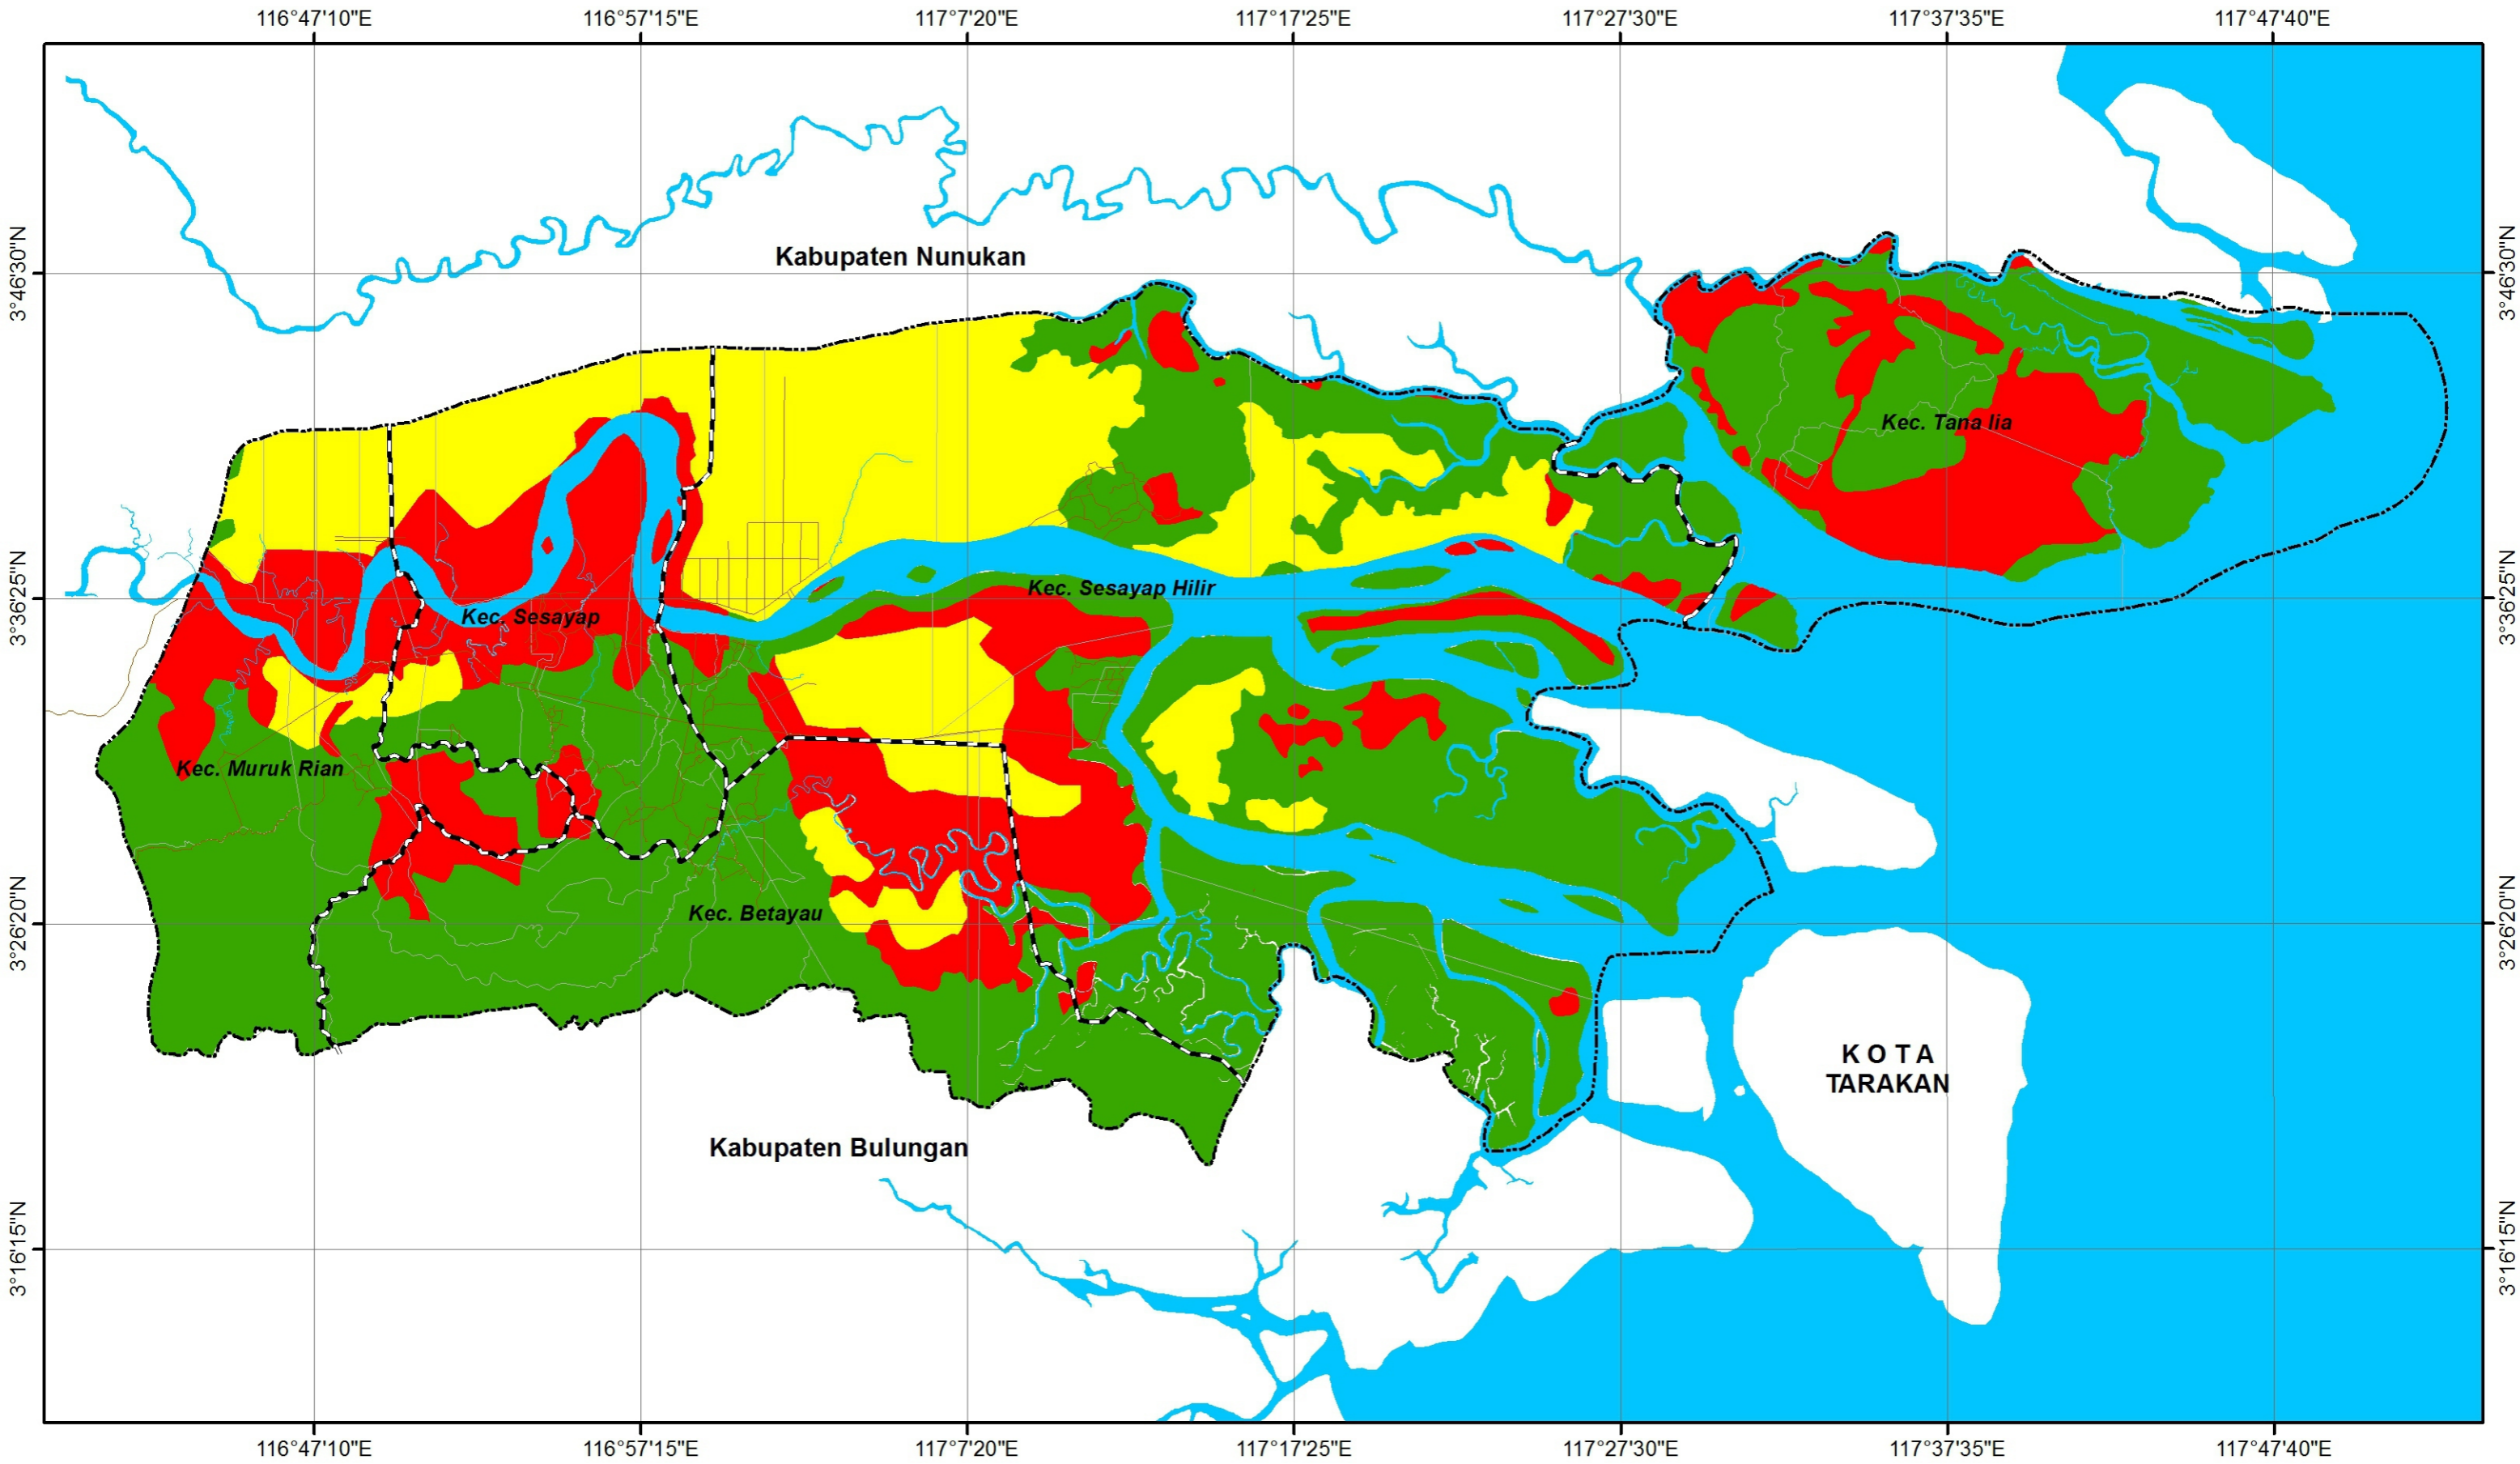 116°47'10"E
116°57'15"E
117°7'20"E
117°17'25"E
117°27'30"E
117°37'35"E
117°47'40"E
3°46'30"N
3°46'30"N
Kabupaten Nunukan
Kec. Tana lia
3°36'25"N
3°36'25"N
Kec. Sesayap Hilir
Kec. Sesayap
Kec. Muruk Rian
Kec. Betayau
3°26'20"N
3°26'20"N
KOTA
TARAKAN
Kabupaten Bulungan
3°16'15"N
3°16'15"N
116°47'10"E
116°57'15"E
117°7'20"E
117°17'25"E
117°27'30"E
117°37'35"E
117°47'40"E